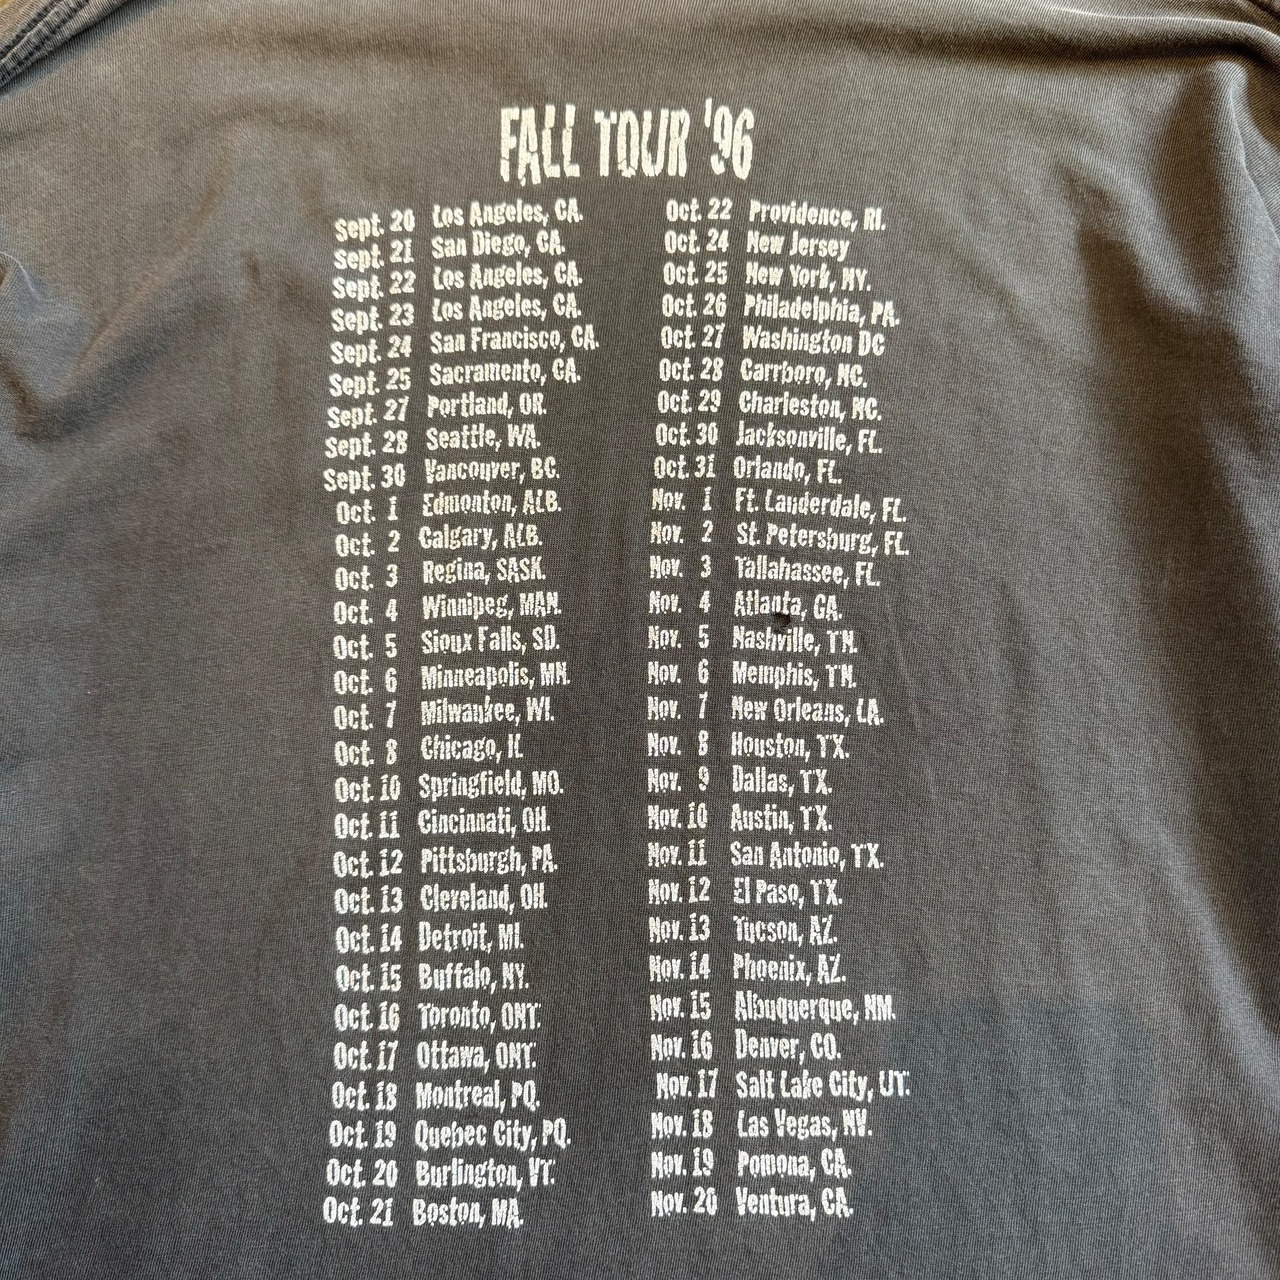 FALL TOUR '96
Sept. 20 Los Angeles, CA.
Sept. 21 San Diego, CA.
Sept. 22 Los Angeles, CA.
Sept. 23 Los Angeles, CA.
Sept. 24 San Francisco, CA.
Sept. 25 Sacramento, CA.
Sept. 27 Portland, OR.
Sept. 28 Seattle, WA.
Sept. 30 Vancouver, BC.
Oct. 1 Edmonton, ALB.
Oct. 2 Calgary, ALB.
Oct. 3 Regina, SASK.
Oct. 4 Winnipeg, MAN.
Oct. 5 Sioux Falls, SD.
Oct. 6 Minneapolis, MN.
Oct. 7 Milwaukee, WI.
Oct. 8 Chicago, IL
Oct. 10 Springfield, MO.
Oct. 11 Cincinnati, OH.
Oct. 12 Pittsburgh, PA.
Oct. 13 Cleveland, OH.
Oct. 14 Detroit, MI.
Oct. 15 Buffalo, NY.
Oct. 16 Toronto, ONT.
Oct. 17 Ottawa, ONT.
Oct. 18 Montreal, PQ.
Oct. 19 Quebec City, PQ.
Oct. 20 Burlington, VT.
Oct. 21 Boston, MA.
Oct. 22 Providence, RI.
Oct. 24 New Jersey
Oct. 25 New York, NY.
Oct. 26 Philadelphia, PA.
Oct. 27 Washington DC
Oct. 28 Carrboro, NC.
Oct. 29 Charleston, NC.
Oct. 30 Jacksonville, FL.
Oct. 31 Orlando, FL.
Nov. 1 Ft. Lauderdale, FL.
Nov. 2 St. Petersburg, FL.
Nov. 3 Tallahassee, FL.
Nov. 4 Atlanta, GA.
Nov. 5 Nashville, TN.
Nov. 6 Memphis, TN.
Nov. 7 New Orleans, LA.
Nov. 8 Houston, TX.
Nov. 9 Dallas, TX.
Nov. 10 Austin, TX.
Nov. 11 San Antonio, TX.
Nov. 12 El Paso, TX.
Nov. 13 Tucson, AZ.
Nov. 14 Phoenix, AZ.
Nov. 15 Albuquerque, NM.
Nov. 16 Denver, CO.
Nov. 17 Salt Lake City, UT.
Nov. 18 Las Vegas, NV.
Nov. 19 Pomona, CA.
Nov. 20 Ventura, CA.